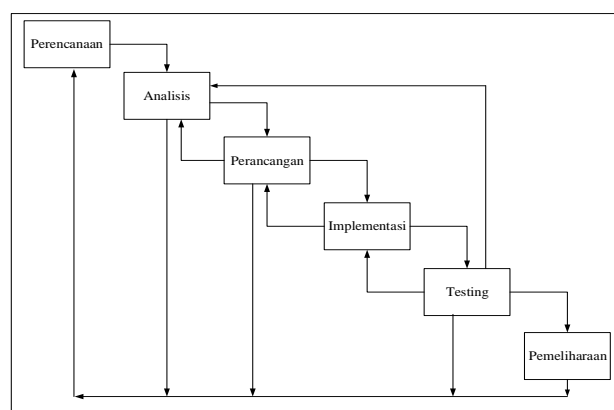 Perencanaan
Analisis
Perancangan
Implementasi
Testing
Pemeliharaan